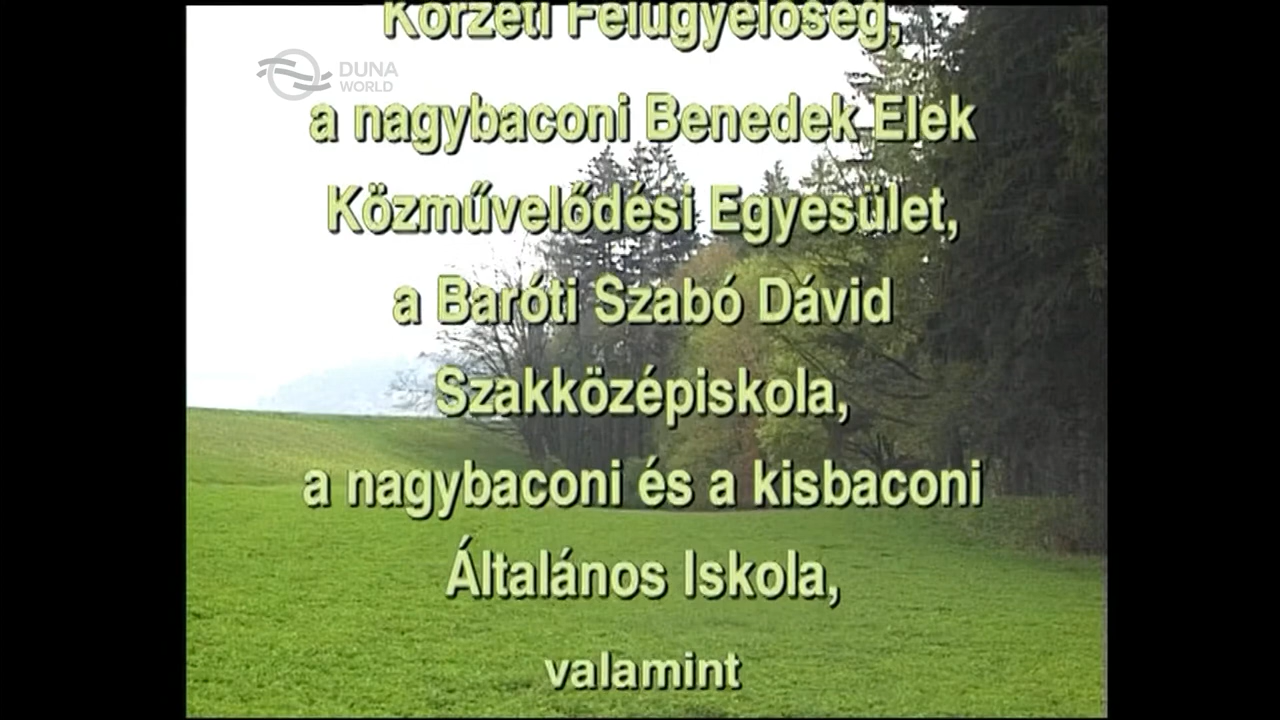 Körzeti Felügyelőség,
DUNA
WORLD
a nagybaconi Benedek Elek
Közművelődési Egyesület,
a Baróti Szabó Dávid
Szakközépiskola,
a nagybaconi és a kisbaconi
Általános Iskola,
valamint